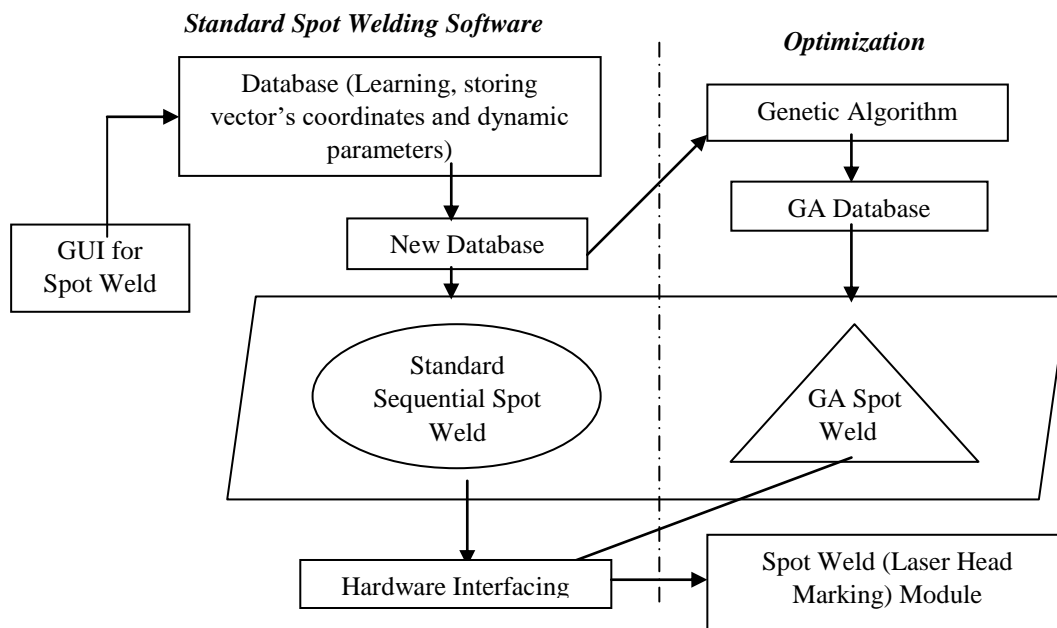 Standard Spot Welding Software
Optimization
Database (Learning, storing
vector's coordinates and dynamic
parameters)
Genetic Algorithm
GA Database
New Database
GUI for
Spot Weld
Standard
Sequential Spot
Weld
GA Spot
Weld
Hardware Interfacing
Spot Weld (Laser Head
Marking) Module